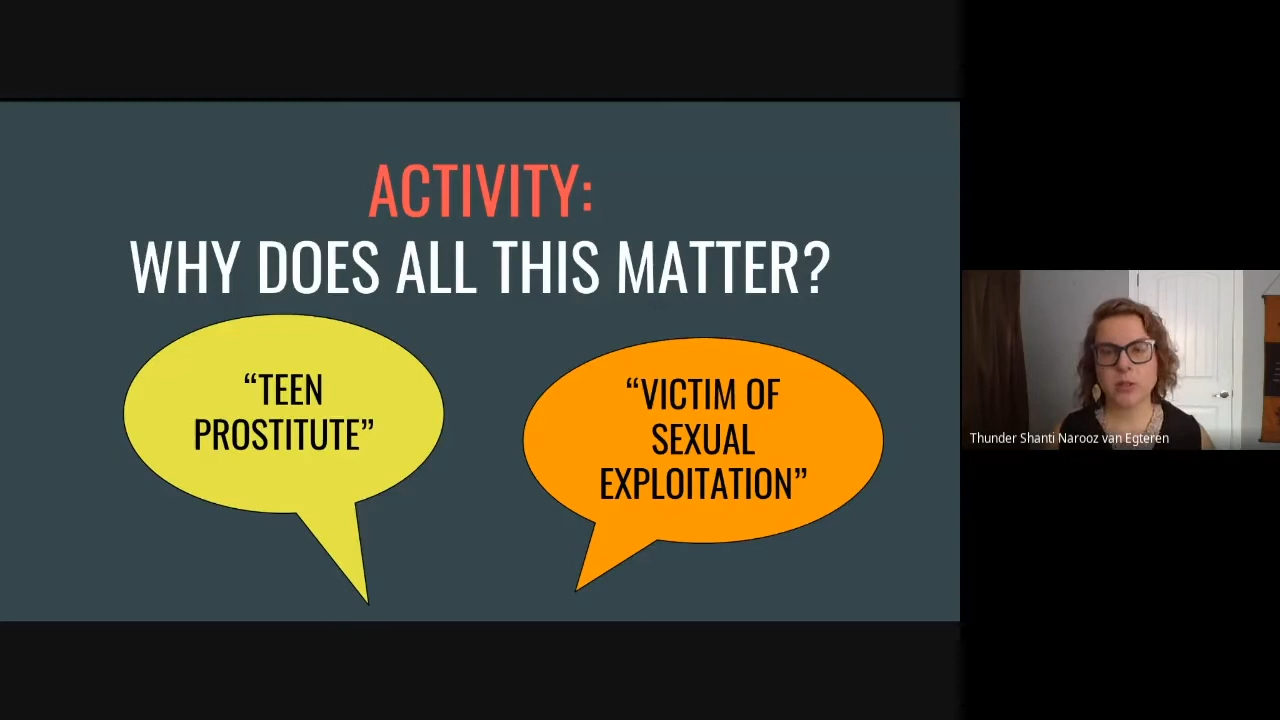 ACTIVITY:
WHY DOES ALL THIS MATTER?
“TEEN
PROSTITUTE”
“VICTIM OF
SEXUAL
EXPLOITATION”
Thunder Shanti Narooz van Egteren